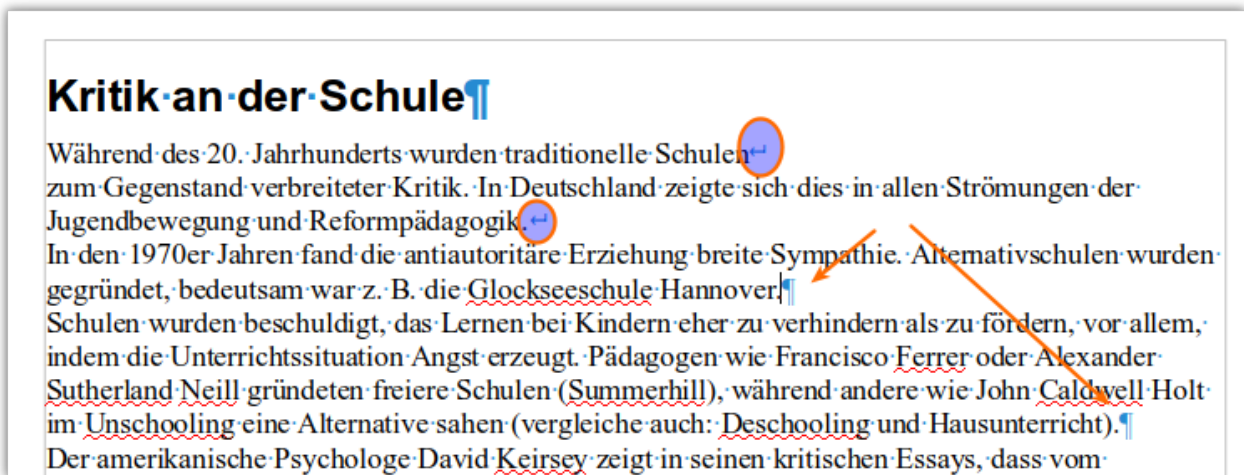 Kritik an der Schule¶
Während des 20. Jahrhunderts wurden traditionelle Schulen↵
zum Gegenstand verbreiteter Kritik. In Deutschland zeigte sich dies in allen Strömungen der
Jugendbewegung und Reformpädagogik.↵
In den 1970er Jahren fand die antiautoritäre Erziehung breite Sympathie. Alternativschulen wurden
gegründet, bedeutsam war z. B. die Glockseeschule Hannover.¶
Schulen wurden beschuldigt, das Lernen bei Kindern eher zu verhindern als zu fördern, vor allem,
indem die Unterrichtssituation Angst erzeugt. Pädagogen wie Francisco Ferrer oder Alexander
Sutherland Neill gründeten freiere Schulen (Summerhill), während andere wie John Caldwell Holt
im Unschooling eine Alternative sahen (vergleiche auch: Deschooling und Hausunterricht).¶
Der amerikanische Psychologe David Keirsey zeigt in seinen kritischen Essays, dass vom